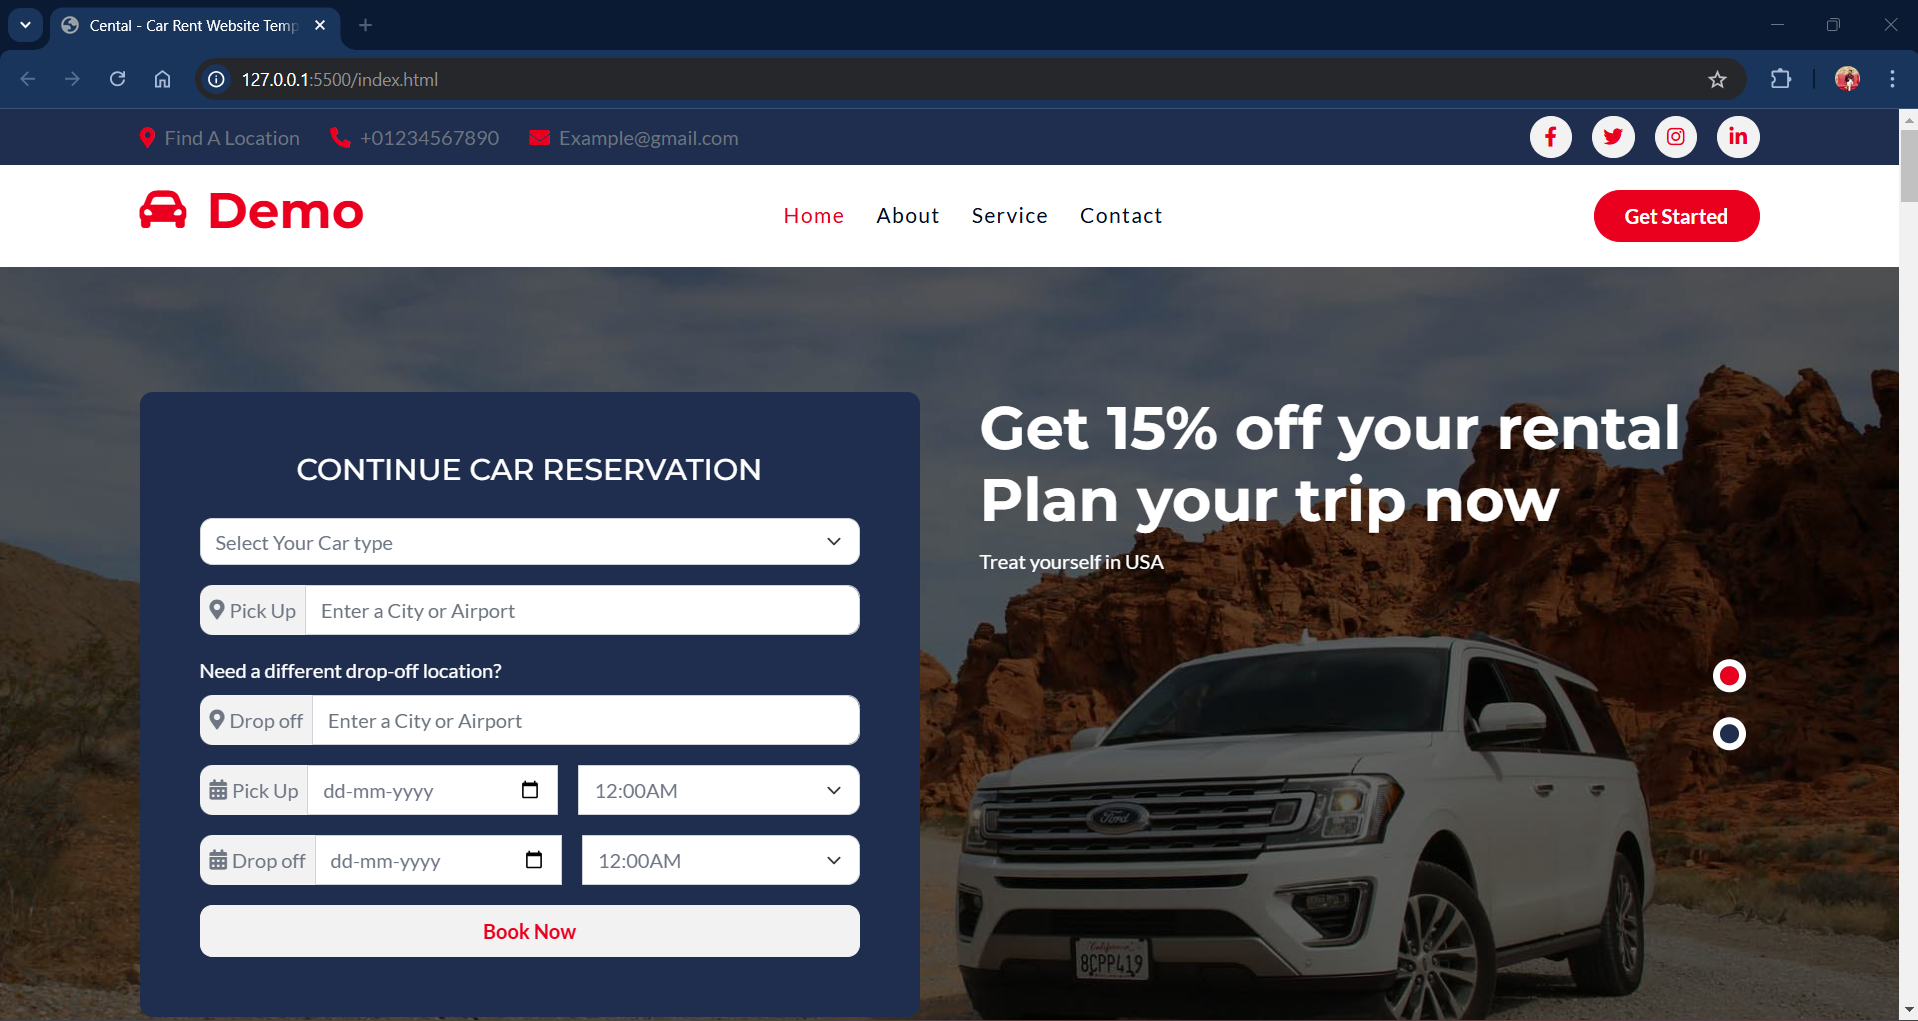 Cental - Car Rent Website Temp
127.0.0.1:5500/index.html
Find A Location +01234567890 Example@gmail.com
Demo Home About Service Contact Get Started
CONTINUE CAR RESERVATION
Select Your Car type
Pick Up Enter a City or Airport
Need a different drop-off location?
Drop off Enter a City or Airport
Pick Up dd-mm-yyyy 12:00AM
Drop off dd-mm-yyyy 12:00AM
Book Now
Get 15% off your rental
Plan your trip now
Treat yourself in USA
Ford
California
8CPP419